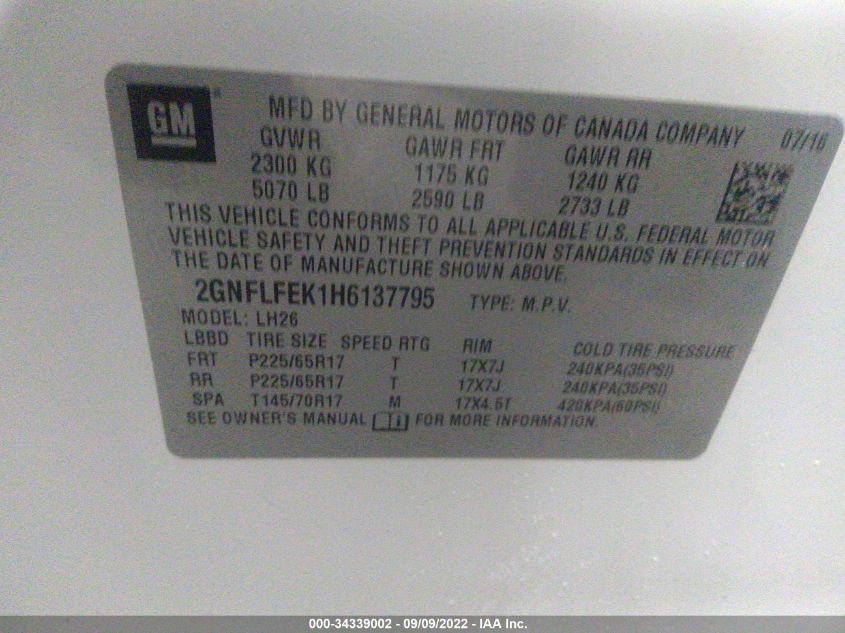 GM ®
MFD BY GENERAL MOTORS OF CANADA COMPANY 07/16
GVWR GAWR FRT GAWR RR
2300 KG 1175 KG 1240 KG
5070 LB 2590 LB 2733 LB
THIS VEHICLE CONFORMS TO ALL APPLICABLE U.S. FEDERAL MOTOR
VEHICLE SAFETY AND THEFT PREVENTION STANDARDS IN EFFECT ON
THE DATE OF MANUFACTURE SHOWN ABOVE.
2GNFLFEK1H6137795 TYPE: M.P.V.
MODEL: LH26
LBBD TIRE SIZE SPEED RTG RIM COLD TIRE PRESSURE
FRT P225/65R17 T 17X7J 240KPA(35PSI)
RR P225/65R17 T 17X7J 240KPA(35PSI)
SPA T145/70R17 M 17X4.5T 420KPA(60PSI)
SEE OWNER'S MANUAL FOR MORE INFORMATION.
000-34339002 - 09/09/2022 - IAA Inc.